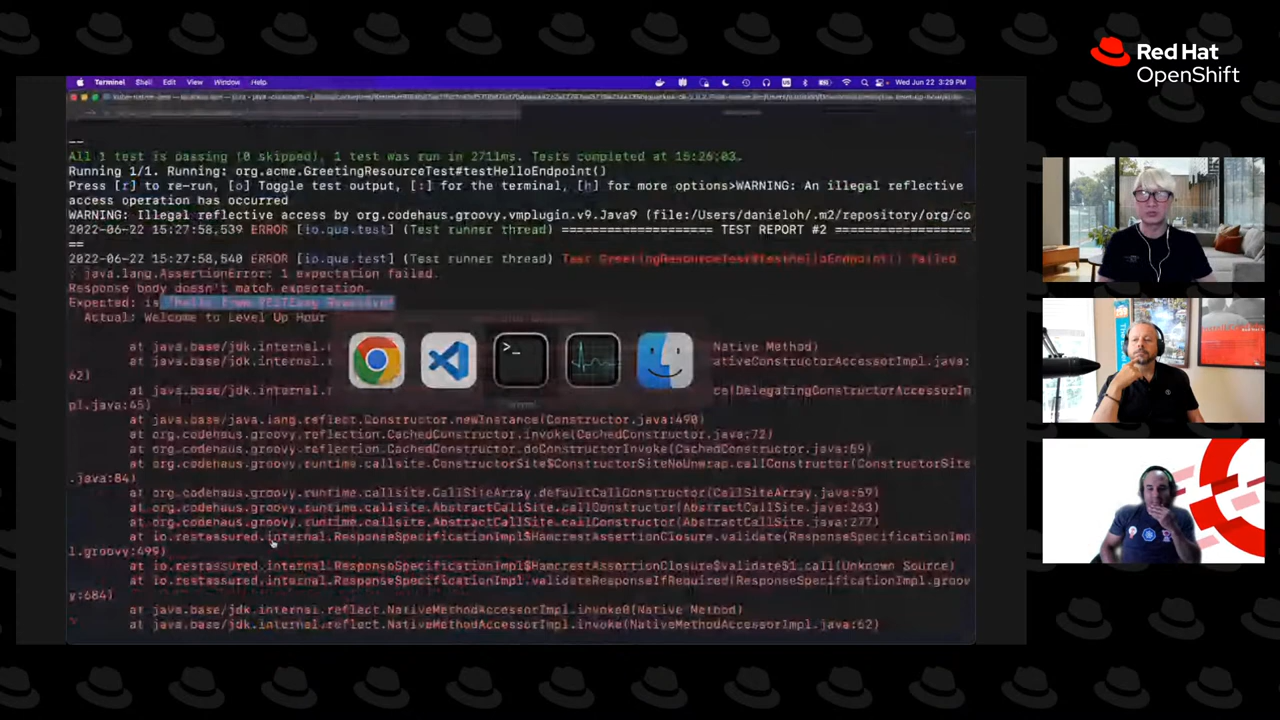 Red Hat
OpenShift
Terminal Shell Edit View Window Help
Wed Jun 22 3:29 PM
--
All 1 test is passing (0 skipped), 1 test was run in 271ms. Tests completed at 15:26:03.
Running 1/1. Running: org.acme.GreetingResourceTest#testHelloEndpoint()
Press [r] to re-run, [o] Toggle test output, [:] for the terminal, [h] for more options>WARNING: An illegal reflective
access operation has occurred
WARNING: Illegal reflective access by org.codehaus.groovy.vmplugin.v9.Java9 (file:/Users/danieloh/.m2/repository/org/co
2022-06-22 15:27:58,539 ERROR [io.qua.test] (Test runner thread) ==================== TEST REPORT #2 ==================
==
2022-06-22 15:27:58,540 ERROR [io.qua.test] (Test runner thread) Test GreetingResourceTest#testHelloEndpoint() failed
: java.lang.AssertionError: 1 expectation failed.
Response body doesn't match expectation.
Expected: is "Hello from RESTEasy Reactive"
Actual: Welcome to Level Up Hour
at java.base/jdk.internal. Native Method)
at java.base/jdk.internal. ativeConstructorAccessorImpl.java:
62)
at java.base/jdk.internal. DelegatingConstructorAccessorIm
pl.java:45)
at java.base/java.lang.reflect.Constructor.newInstance(Constructor.java:490)
at org.codehaus.groovy.reflection.CachedConstructor.invoke(CachedConstructor.java:72)
at org.codehaus.groovy.reflection.CachedConstructor.doConstructorInvoke(CachedConstructor.java:59)
at org.codehaus.groovy.runtime.callsite.ConstructorSite$ConstructorSiteNoUnwrap.callConstructor(ConstructorSite
.java:84)
at org.codehaus.groovy.runtime.callsite.CallSiteArray.defaultCallConstructor(CallSiteArray.java:59)
at org.codehaus.groovy.runtime.callsite.AbstractCallSite.callConstructor(AbstractCallSite.java:263)
at org.codehaus.groovy.runtime.callsite.AbstractCallSite.callConstructor(AbstractCallSite.java:277)
at io.restassured.internal.ResponseSpecificationImpl$HamcrestAssertionClosure.validate(ResponseSpecificationImp
l.groovy:499)
at io.restassured.internal.ResponseSpecificationImpl$HamcrestAssertionClosure$validate$1.call(Unknown Source)
at io.restassured.internal.ResponseSpecificationImpl.validateResponseIfRequired(ResponseSpecificationImpl.groov
y:684)
at java.base/jdk.internal.reflect.NativeMethodAccessorImpl.invoke0(Native Method)
at java.base/jdk.internal.reflect.NativeMethodAccessorImpl.invoke(NativeMethodAccessorImpl.java:62)